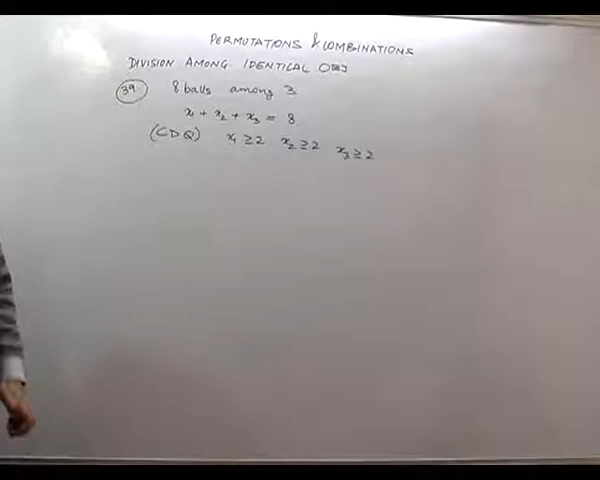 PERMUTATIONS & COMBINATIONS
DIVISION AMONG IDENTICAL OBJ
39 8 balls among 3
x₁ + x₂ + x₃ = 8
(CDQ) x₁ ≥ 2 x₂ ≥ 2 x₃ ≥ 2